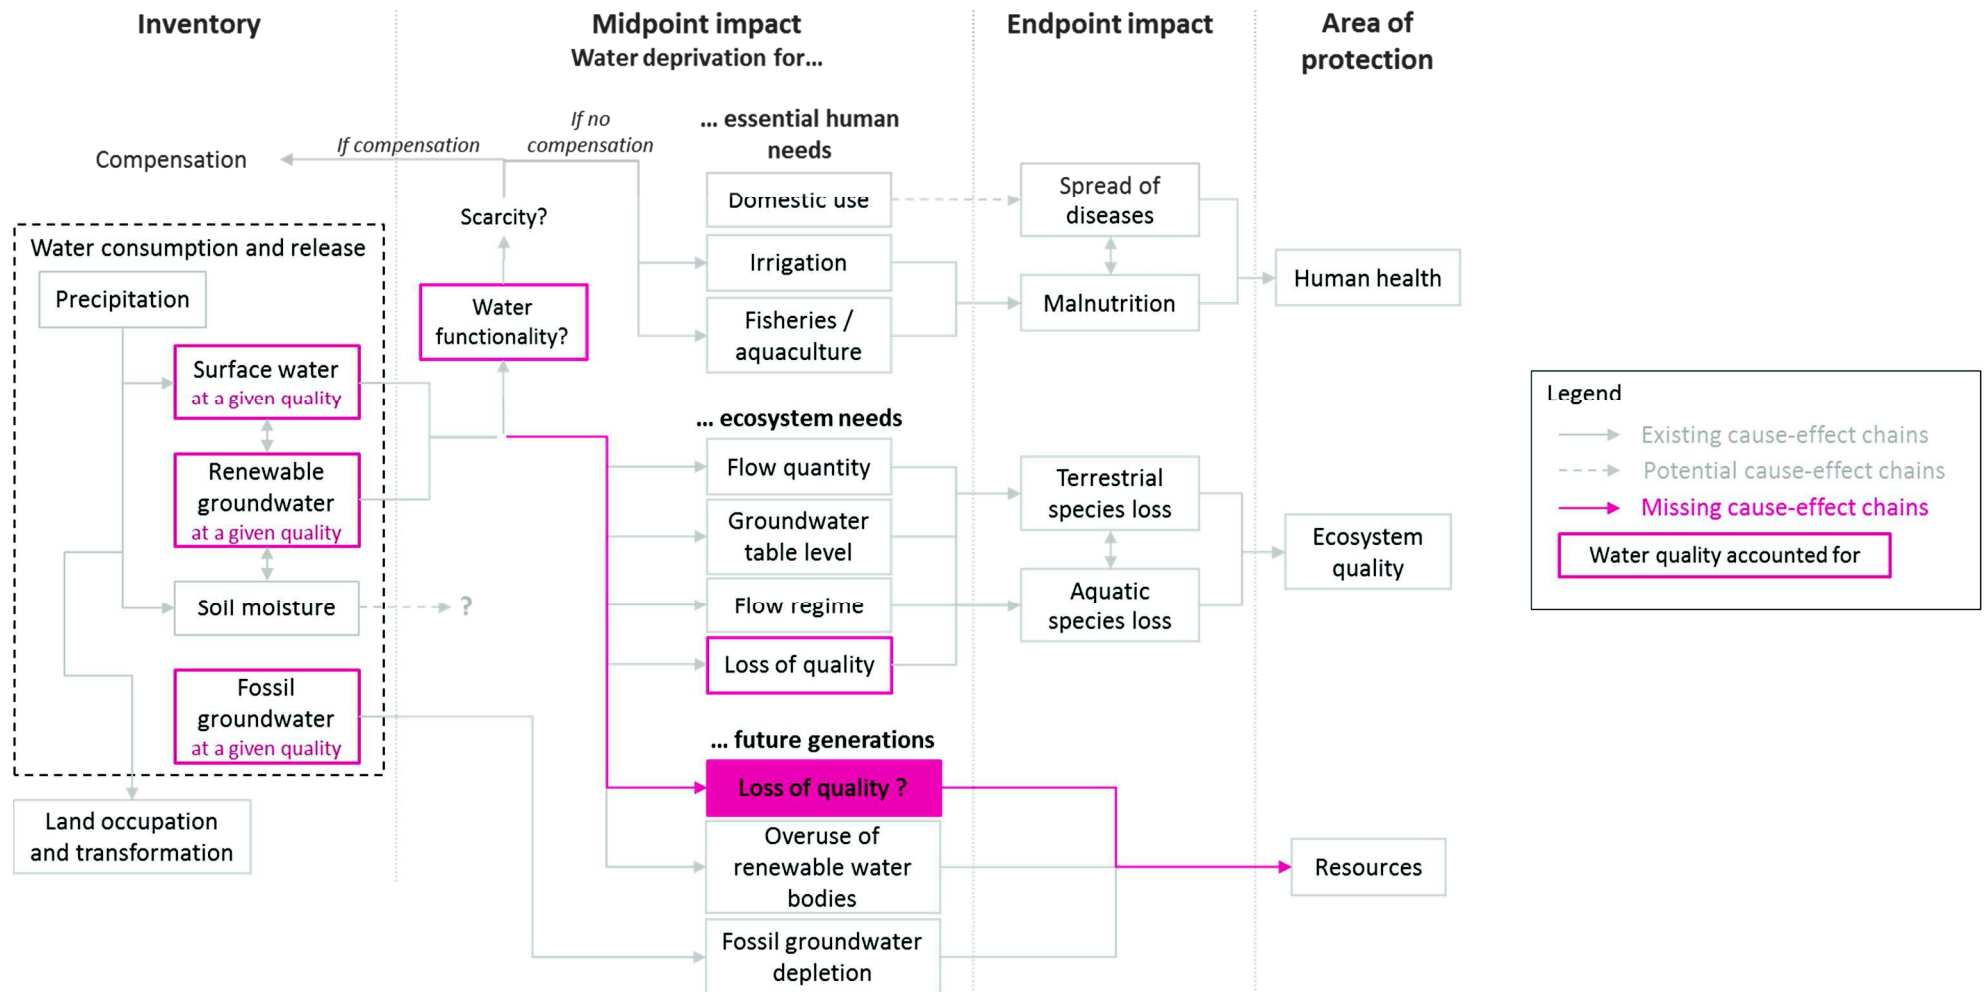 Inventory
Midpoint impact
Water deprivation for...
Endpoint impact
Area of
protection
Compensation
If compensation
If no
compensation
... essential human
needs
Scarcity?
Domestic use
Spread of
diseases
Water consumption and release
Precipitation
Irrigation
Human health
Water
functionality?
Fisheries /
aquaculture
Malnutrition
Surface water
at a given quality
... ecosystem needs
Renewable
groundwater
at a given quality
Flow quantity
Terrestrial
species loss
Groundwater
table level
Ecosystem
quality
Soil moisture
?
Flow regime
Aquatic
species loss
Loss of quality
Fossil
groundwater
at a given quality
... future generations
Loss of quality ?
Land occupation
and transformation
Overuse of
renewable water
bodies
Resources
Fossil groundwater
depletion
Legend
Existing cause-effect chains
Potential cause-effect chains
Missing cause-effect chains
Water quality accounted for